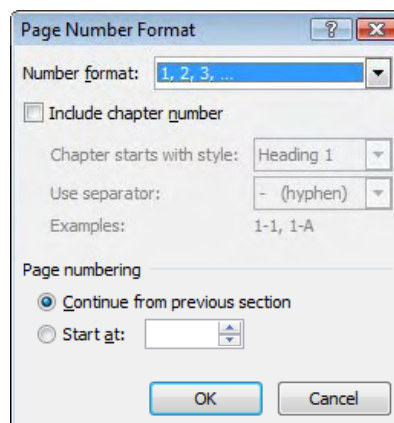 Page Number Format
Number format: 1, 2, 3, ...
Include chapter number
Chapter starts with style: Heading 1
Use separator: - (hyphen)
Examples: 1-1, 1-A
Page numbering
Continue from previous section
Start at:
OK Cancel